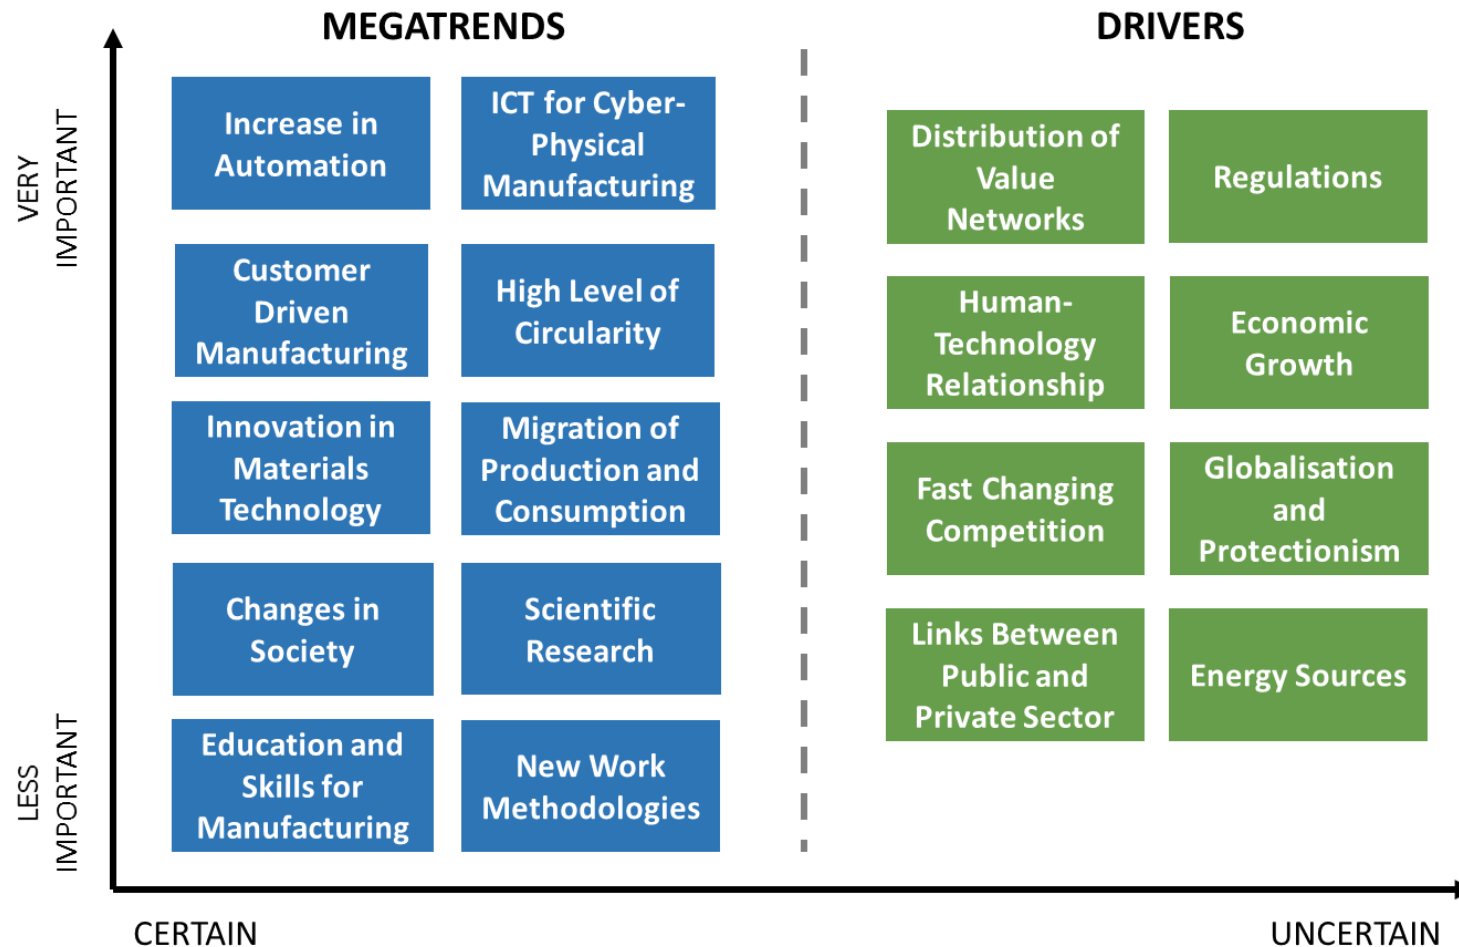 MEGATRENDS
DRIVERS
VERY
IMPORTANT
Increase in
Automation
ICT for Cyber-
Physical
Manufacturing
Distribution of
Value
Networks
Regulations
Customer
Driven
Manufacturing
High Level of
Circularity
Human-
Technology
Relationship
Economic
Growth
Innovation in
Materials
Technology
Migration of
Production and
Consumption
Fast Changing
Competition
Globalisation
and
Protectionism
Changes in
Society
Scientific
Research
Links Between
Public and
Private Sector
Energy Sources
LESS
IMPORTANT
Education and
Skills for
Manufacturing
New Work
Methodologies
CERTAIN
UNCERTAIN